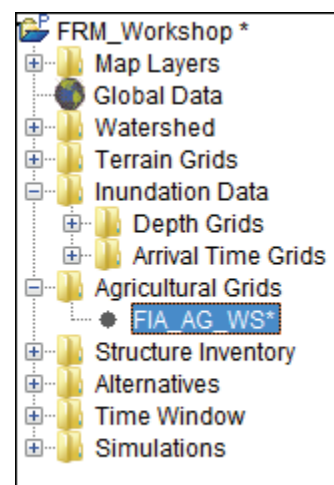 FRM_Workshop *
Map Layers
Global Data
Watershed
Terrain Grids
Inundation Data
Depth Grids
Arrival Time Grids
Agricultural Grids
FIA_AG_WS*
Structure Inventory
Alternatives
Time Window
Simulations